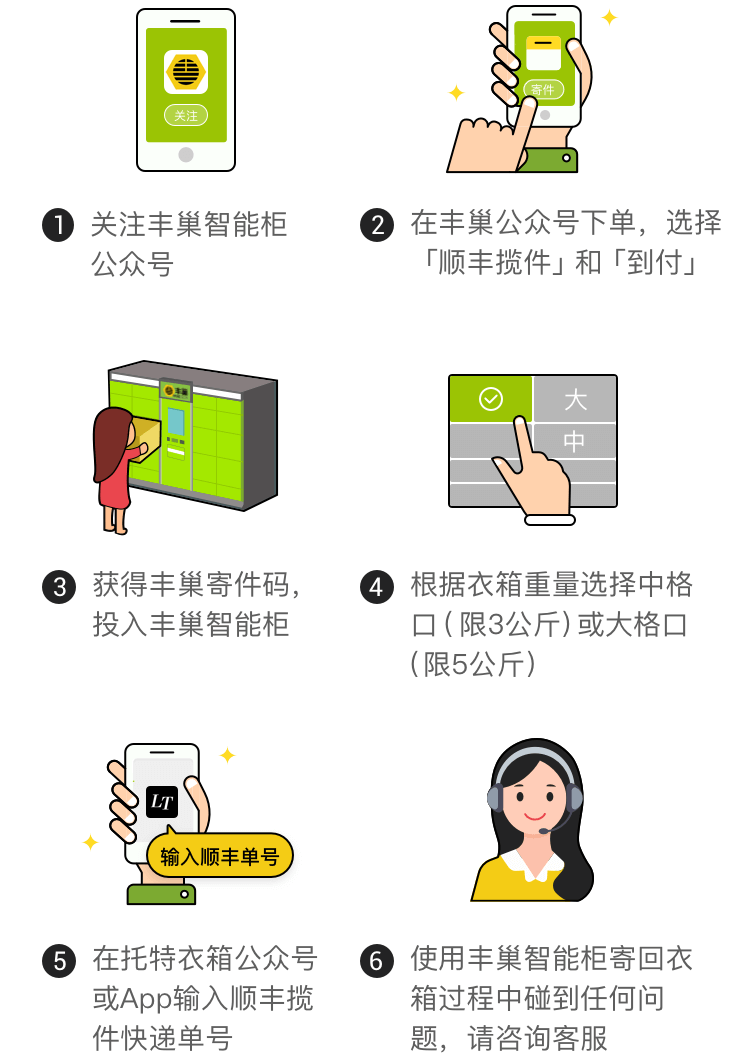 关注
寄件
1 关注丰巢智能柜
公众号
2 在丰巢公众号下单，选择
「顺丰揽件」和「到付」
丰巢
大
中
3 获得丰巢寄件码，
投入丰巢智能柜
4 根据衣箱重量选择中格
口（限3公斤）或大格口
（限5公斤）
LT
输入顺丰单号
5 在托特衣箱公众号
或App输入顺丰揽
件快递单号
6 使用丰巢智能柜寄回衣
箱过程中碰到任何问
题，请咨询客服